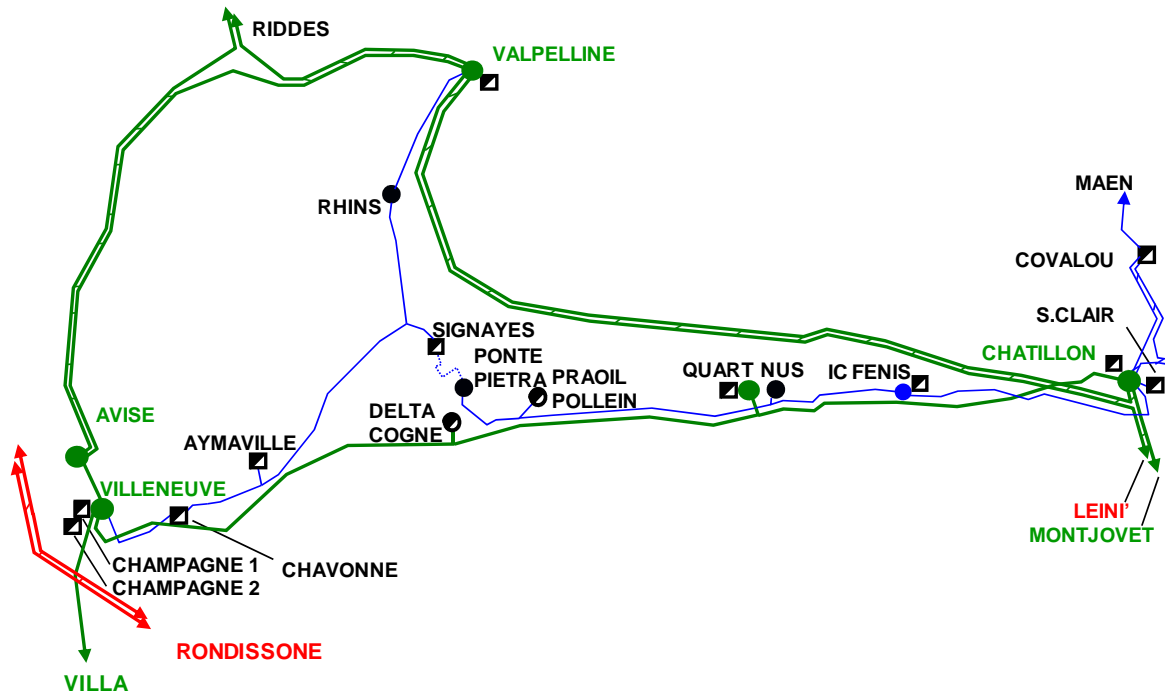 RIDDES
VALPELLINE
MAEN
RHINS
COVALOU
S.CLAIR
SIGNAYES
CHATILLON
PONTE
PIETRA
PRAOIL
POLLEIN
QUART
NUS
IC FENIS
DELTA
COGNE
AVISE
AYMAVILLE
VILLENEUVE
LEINI’
MONTJOVET
CHAMPAGNE 1
CHAMPAGNE 2
CHAVONNE
RONDISSONE
VILLA